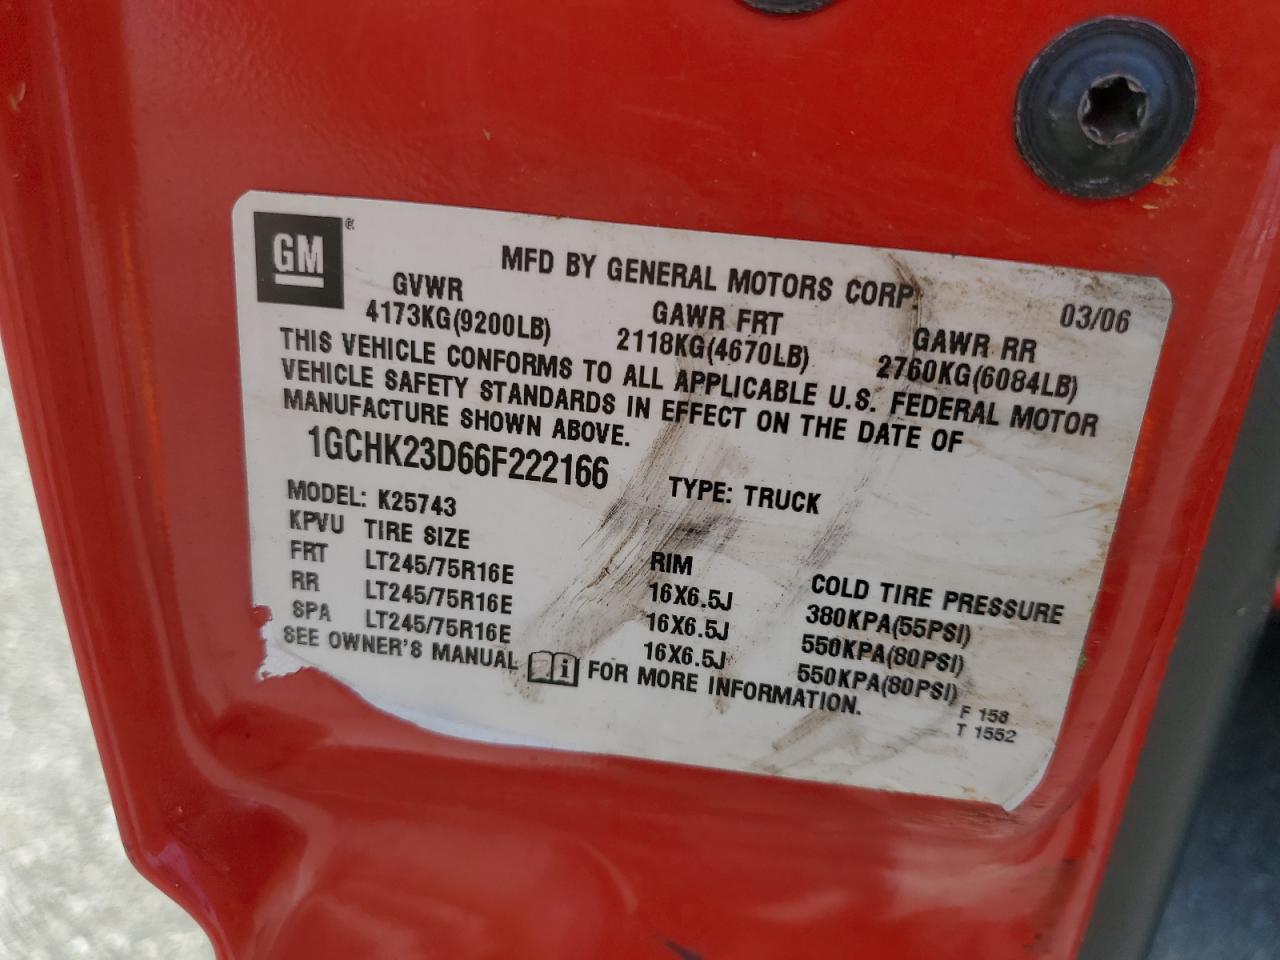 GM ®
MFD BY GENERAL MOTORS CORP.
03/06
GVWR GAWR FRT GAWR RR
4173KG(9200LB) 2118KG(4670LB) 2760KG(6084LB)
THIS VEHICLE CONFORMS TO ALL APPLICABLE U.S. FEDERAL MOTOR
VEHICLE SAFETY STANDARDS IN EFFECT ON THE DATE OF
MANUFACTURE SHOWN ABOVE.
1GCHK23D66F222166 TYPE: TRUCK
MODEL: K25743
KPVU TIRE SIZE RIM COLD TIRE PRESSURE
FRT LT245/75R16E 16X6.5J 380KPA(55PSI)
RR LT245/75R16E 16X6.5J 550KPA(80PSI)
SPA LT245/75R16E 16X6.5J 550KPA(80PSI)
SEE OWNER'S MANUAL i FOR MORE INFORMATION.
F 158
T 1552